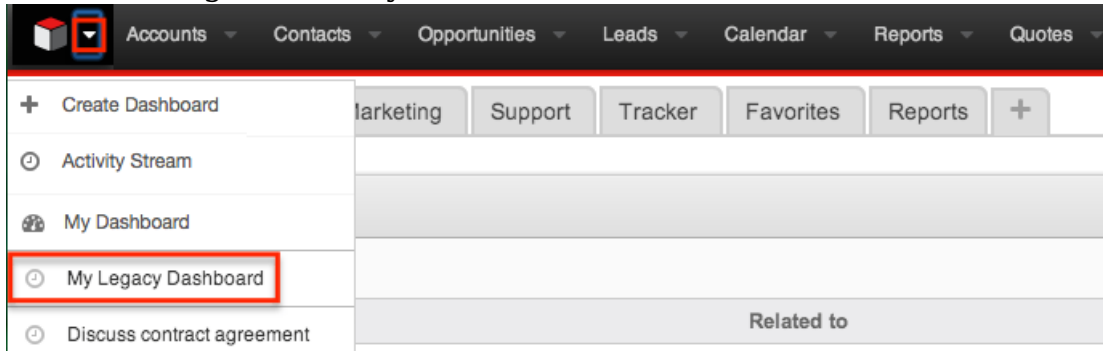 Accounts Contacts Opportunities Leads Calendar Reports Quotes
Create Dashboard
Support Tracker Favorites Reports +
Activity Stream
My Dashboard
My Legacy Dashboard
Related to
Discuss contract agreement